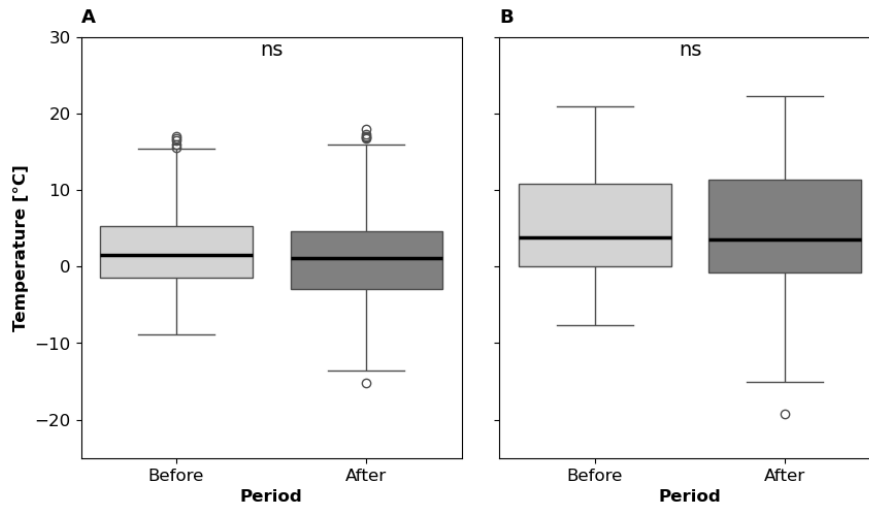 A
B
ns
ns
Temperature [°C]
30
20
10
0
−10
−20
Before
After
Before
After
Period
Period